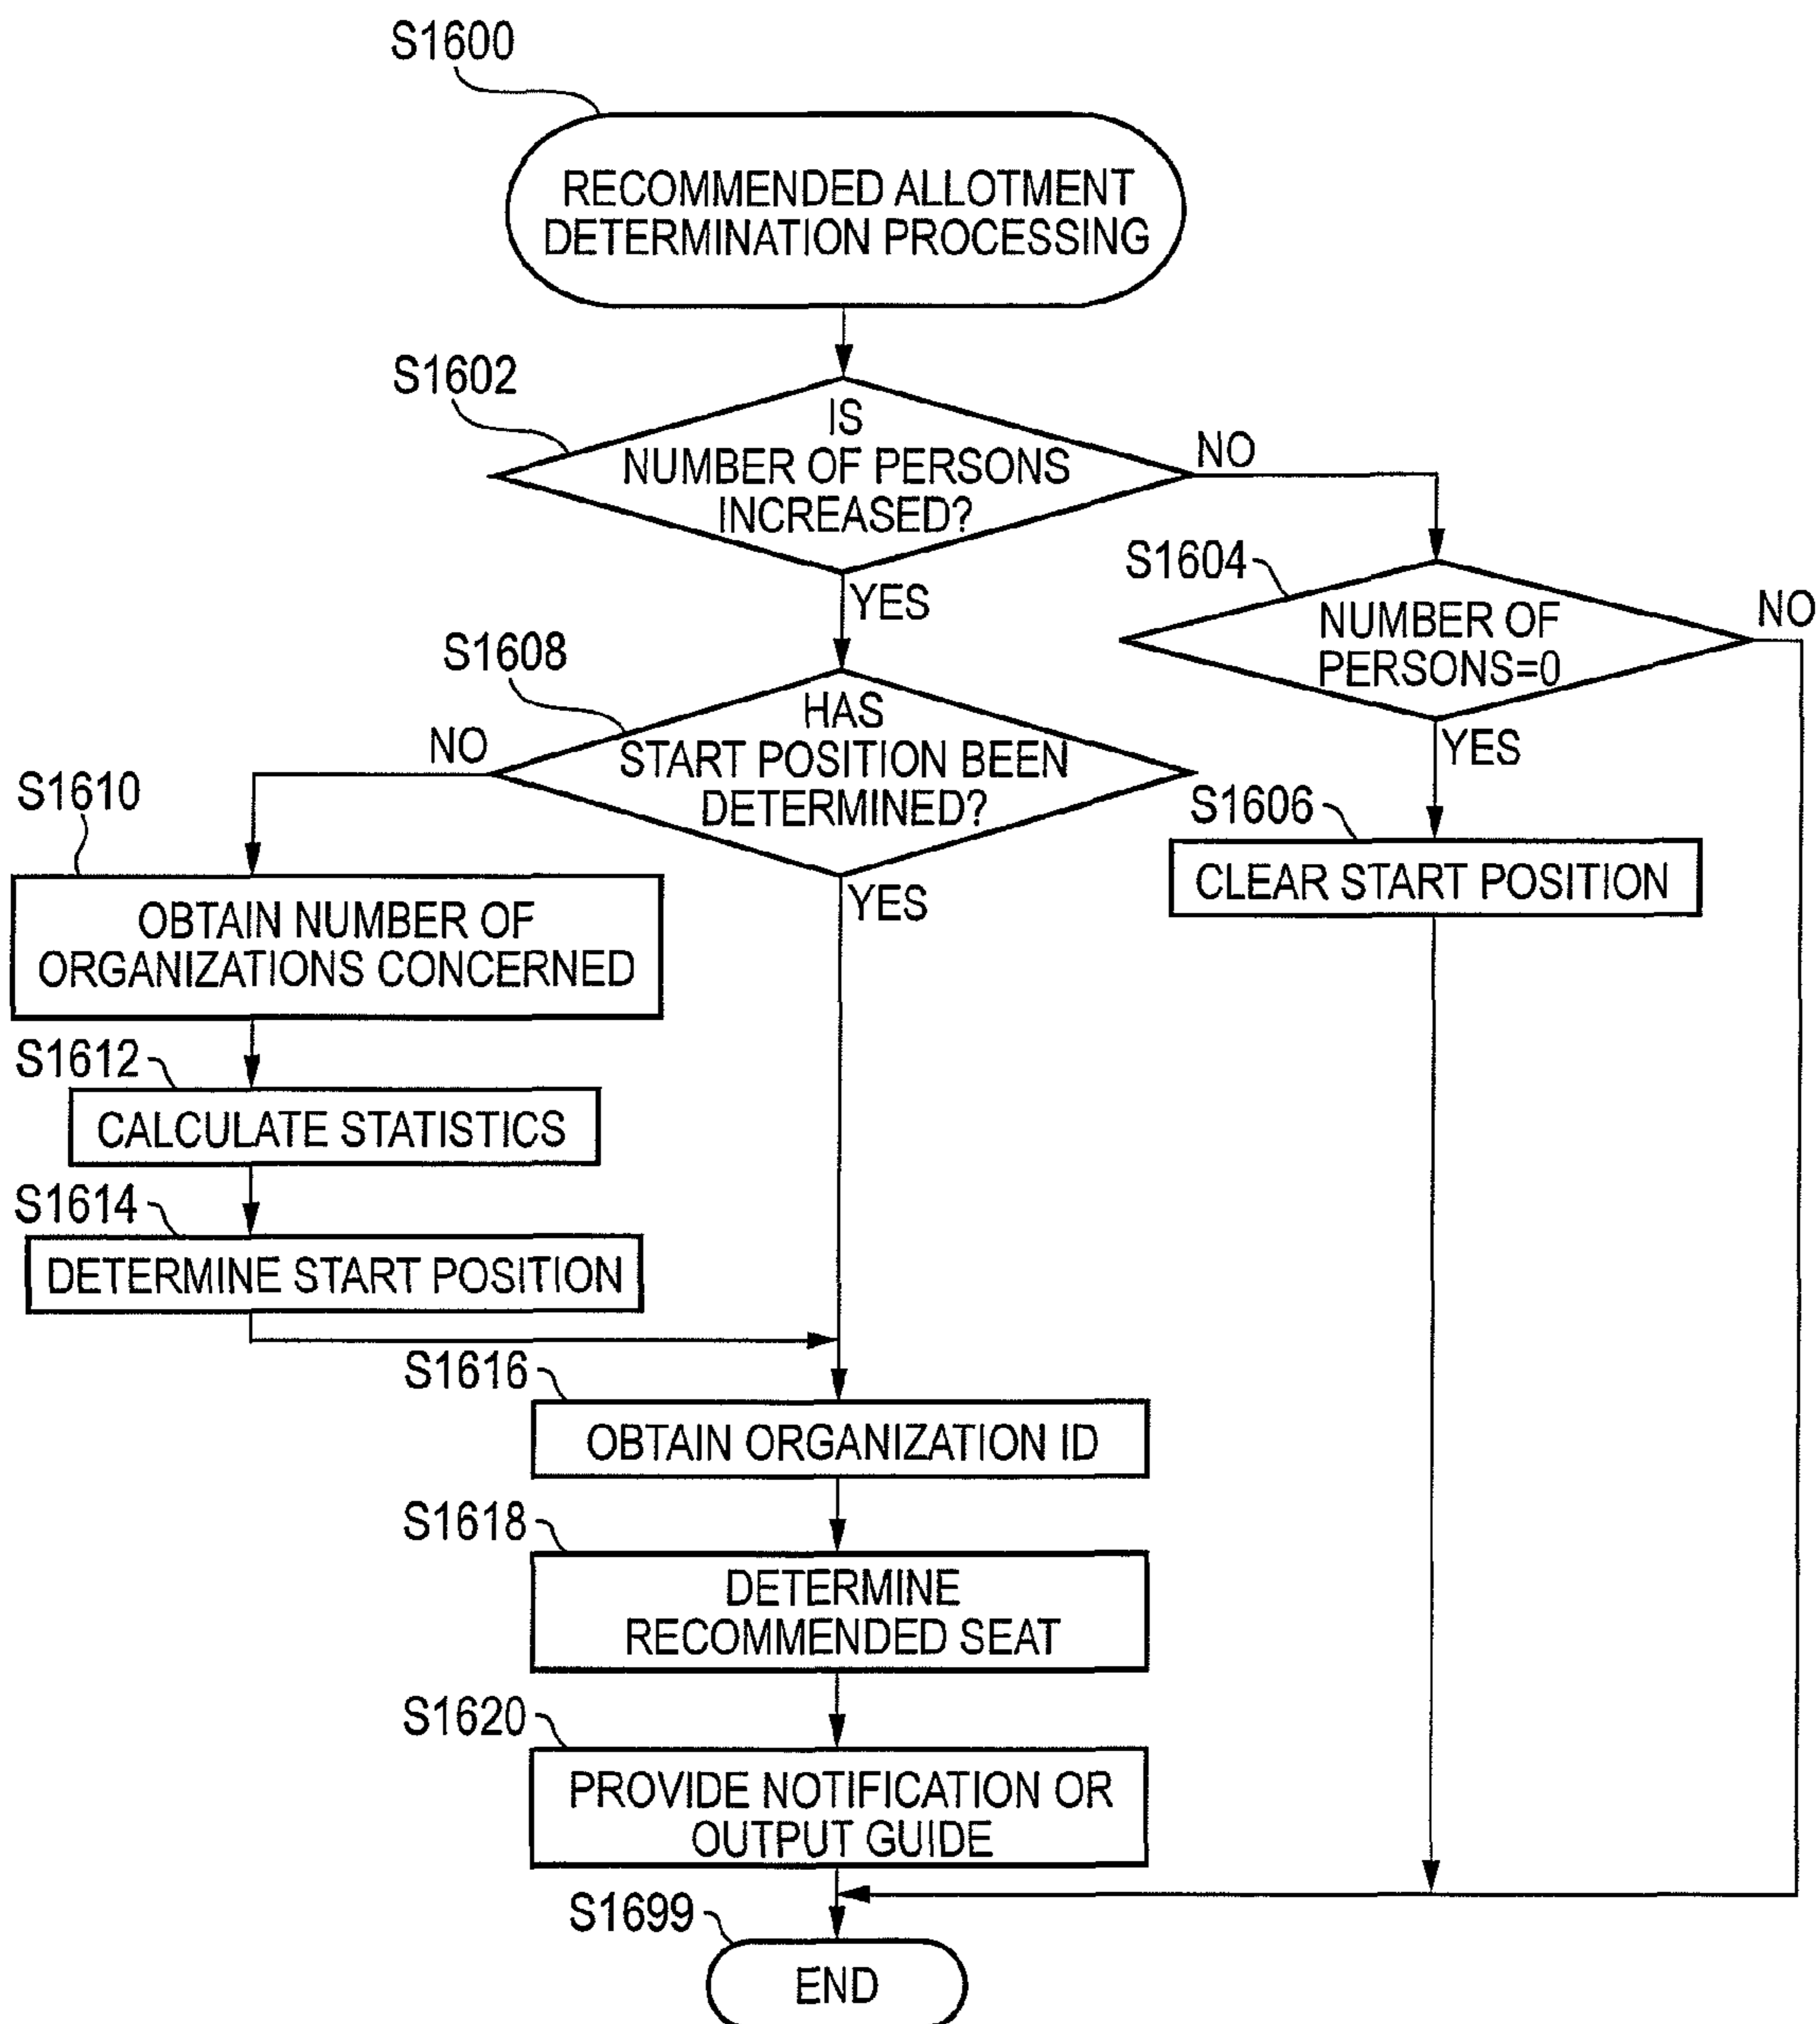 S1600
RECOMMENDED ALLOTMENT
DETERMINATION PROCESSING
S1602
IS
NUMBER OF PERSONS
INCREASED?
NO
YES
S1604
NUMBER OF
PERSONS=0
NO
YES
S1606
CLEAR START POSITION
S1608
HAS
START POSITION BEEN
DETERMINED?
NO
YES
S1610
OBTAIN NUMBER OF
ORGANIZATIONS CONCERNED
S1612
CALCULATE STATISTICS
S1614
DETERMINE START POSITION
S1616
OBTAIN ORGANIZATION ID
S1618
DETERMINE
RECOMMENDED SEAT
S1620
PROVIDE NOTIFICATION OR
OUTPUT GUIDE
S1699
END